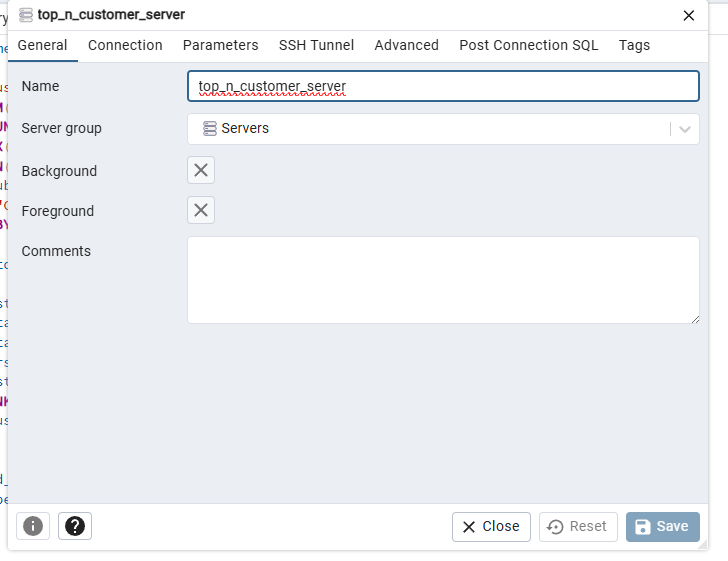 top_n_customer_server
General Connection Parameters SSH Tunnel Advanced Post Connection SQL Tags
Name top_n_customer_server
Server group Servers
Background
Foreground
Comments
Close Reset Save